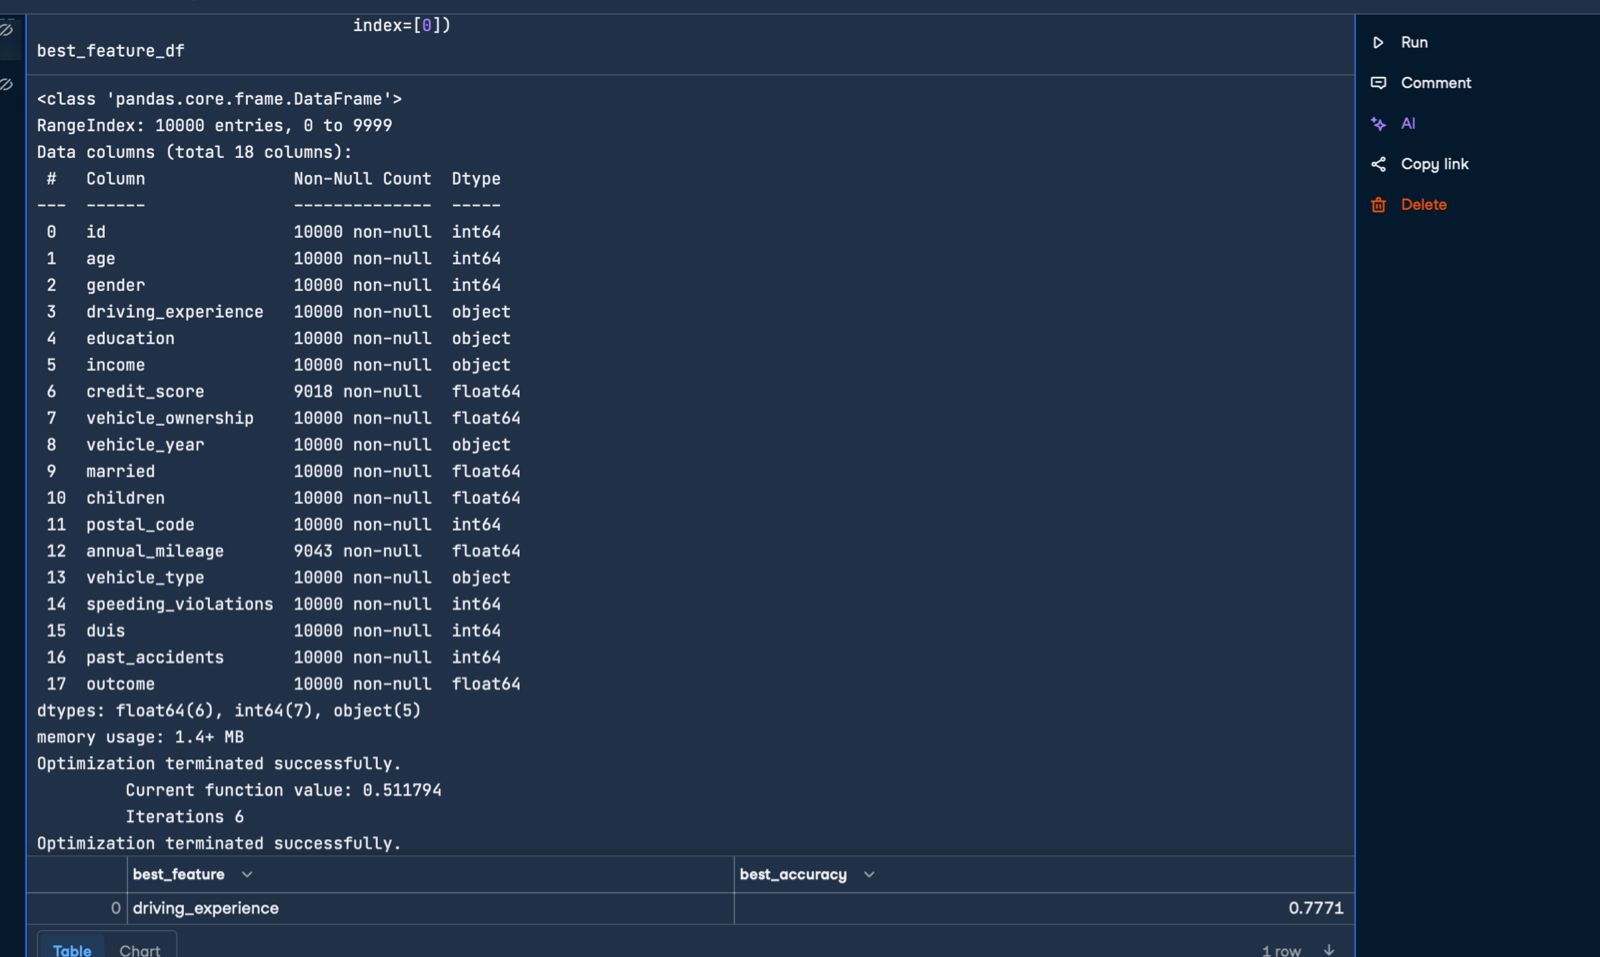 index=[0])
best_feature_df
<class 'pandas.core.frame.DataFrame'>
RangeIndex: 10000 entries, 0 to 9999
Data columns (total 18 columns):
 #   Column               Non-Null Count  Dtype
---  ------               --------------  -----
 0   id                   10000 non-null  int64
 1   age                  10000 non-null  int64
 2   gender               10000 non-null  int64
 3   driving_experience   10000 non-null  object
 4   education            10000 non-null  object
 5   income               10000 non-null  object
 6   credit_score         9018 non-null   float64
 7   vehicle_ownership    10000 non-null  float64
 8   vehicle_year         10000 non-null  object
 9   married              10000 non-null  float64
 10  children             10000 non-null  float64
 11  postal_code          10000 non-null  int64
 12  annual_mileage       9043 non-null   float64
 13  vehicle_type         10000 non-null  object
 14  speeding_violations  10000 non-null  int64
 15  duis                 10000 non-null  int64
 16  past_accidents       10000 non-null  int64
 17  outcome              10000 non-null  float64
dtypes: float64(6), int64(7), object(5)
memory usage: 1.4+ MB
Optimization terminated successfully.
         Current function value: 0.511794
         Iterations 6
Optimization terminated successfully.
best_feature best_accuracy
0 driving_experience 0.7771
Table Chart 1 row
Run
Comment
AI
Copy link
Delete